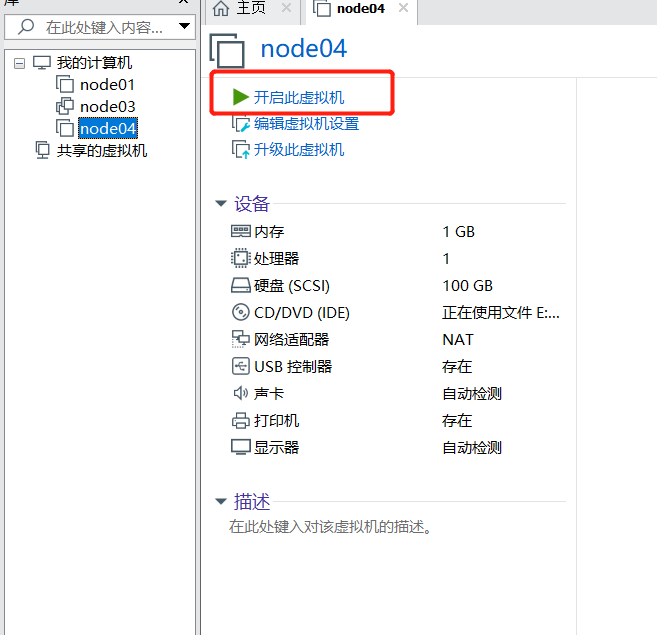 库
主页
node04
在此处键入内容...
node04
我的计算机
node01
node03
node04
共享的虚拟机
开启此虚拟机
编辑虚拟机设置
升级此虚拟机
设备
内存 1 GB
处理器 1
硬盘 (SCSI) 100 GB
CD/DVD (IDE) 正在使用文件 E:...
网络适配器 NAT
USB 控制器 存在
声卡 自动检测
打印机 存在
显示器 自动检测
描述
在此处键入对该虚拟机的描述。